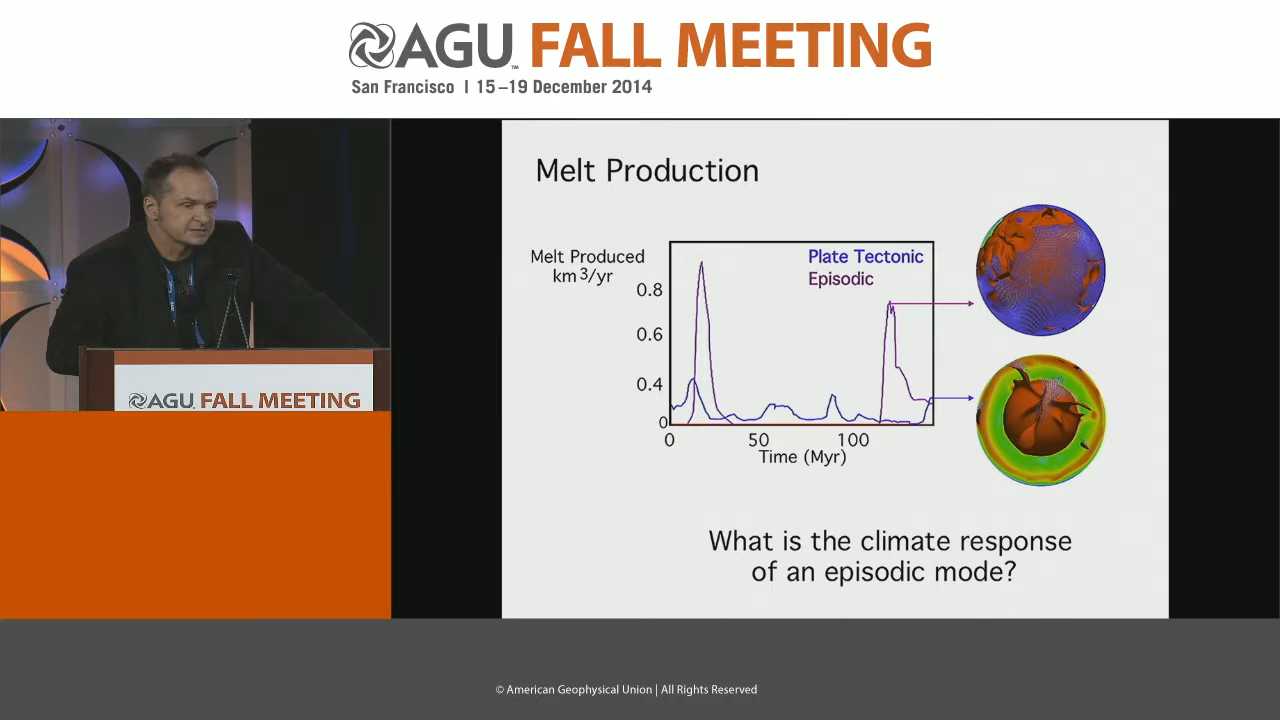 AGU FALL MEETING
San Francisco | 15–19 December 2014
Melt Production
Melt Produced
km3/yr
Plate Tectonic
Episodic
0.8
0.6
0.4
0
0 50 100
Time (Myr)
What is the climate response
of an episodic mode?
AGU FALL MEETING
© American Geophysical Union | All Rights Reserved